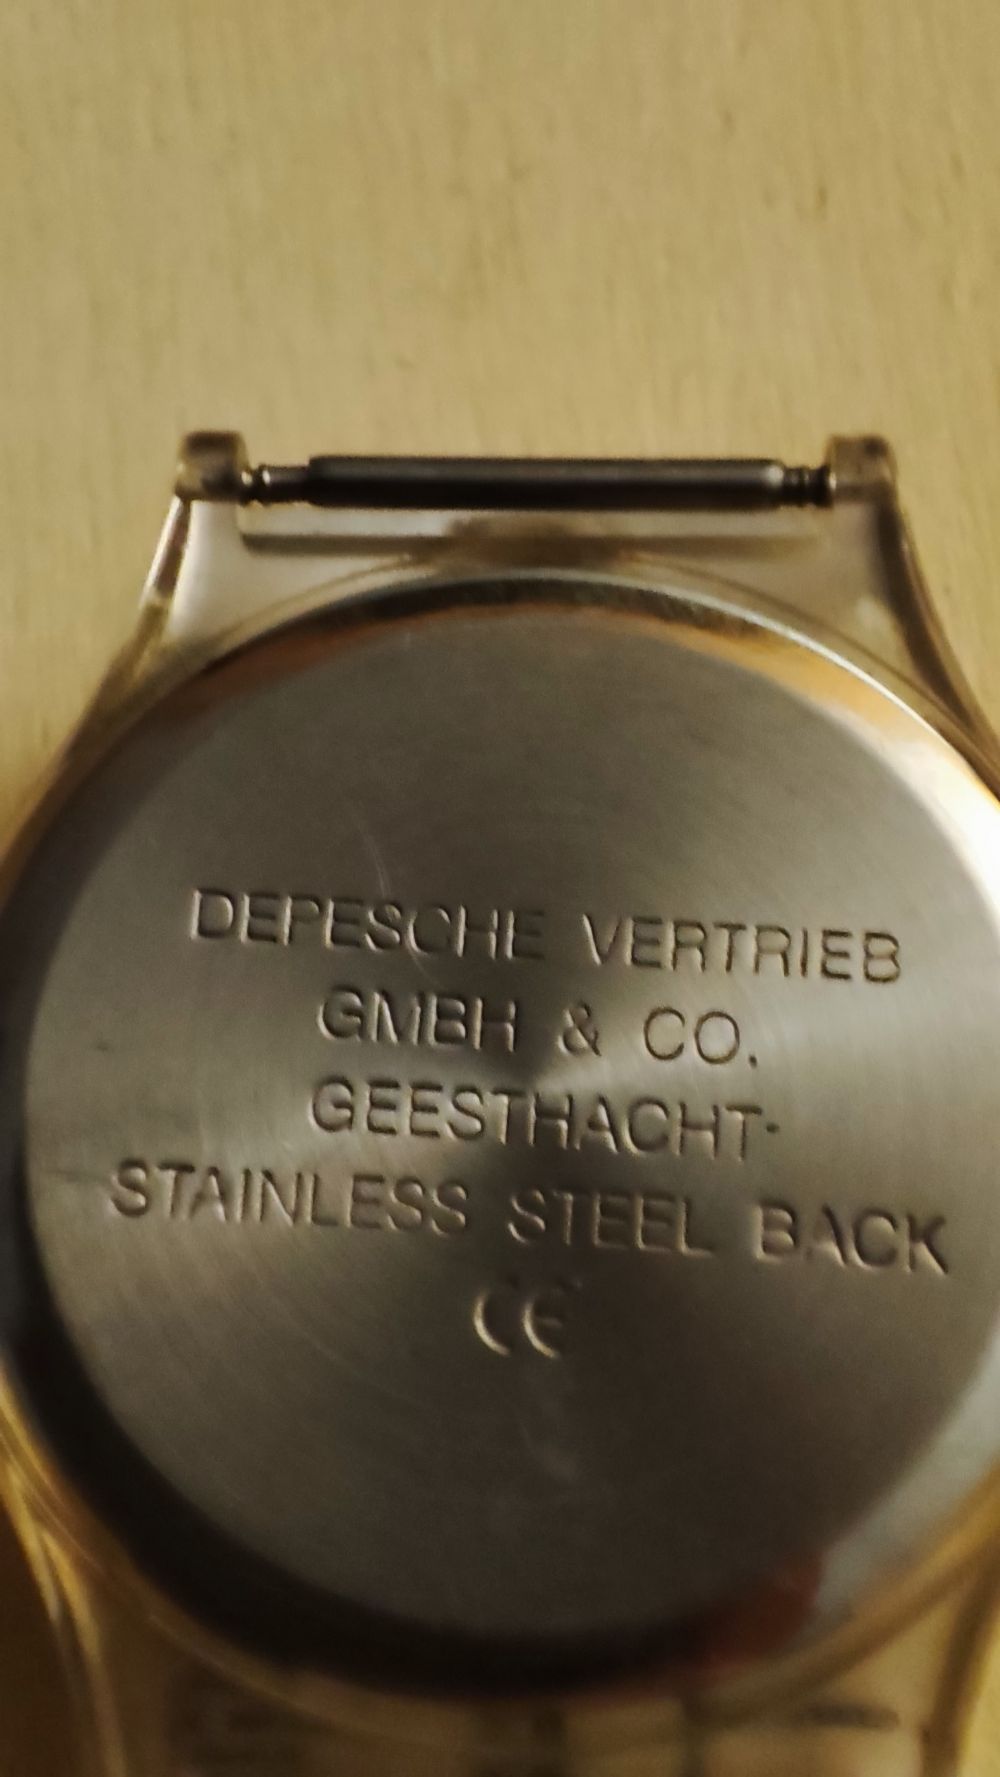 DEPESCHE VERTRIEB
GMBH & CO.
GEESTHACHT·
STAINLESS STEEL BACK
CE